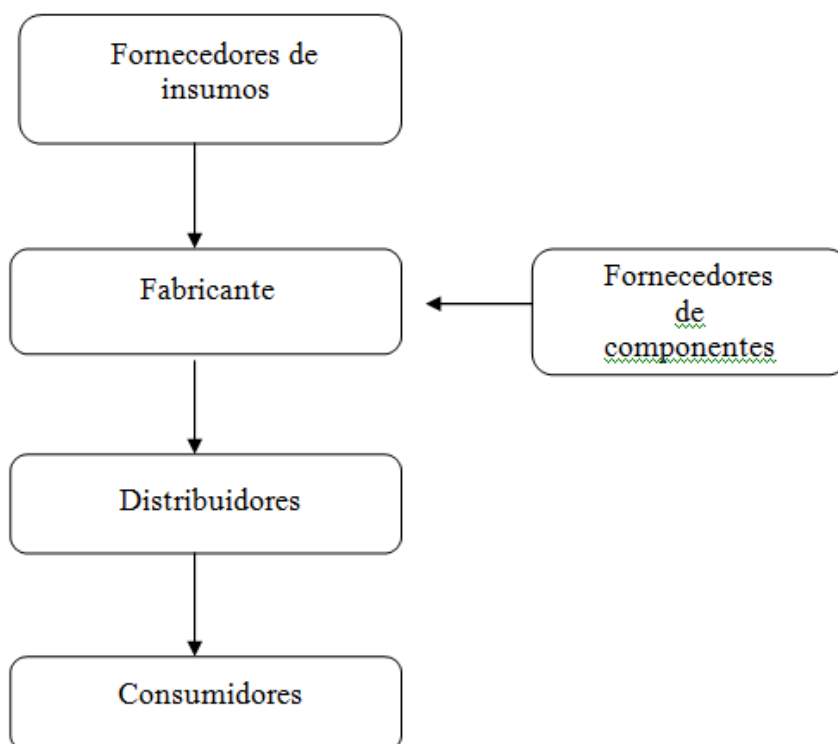 Fornecedores de
insumos
Fabricante
Fornecedores
de
componentes
Distribuidores
Consumidores